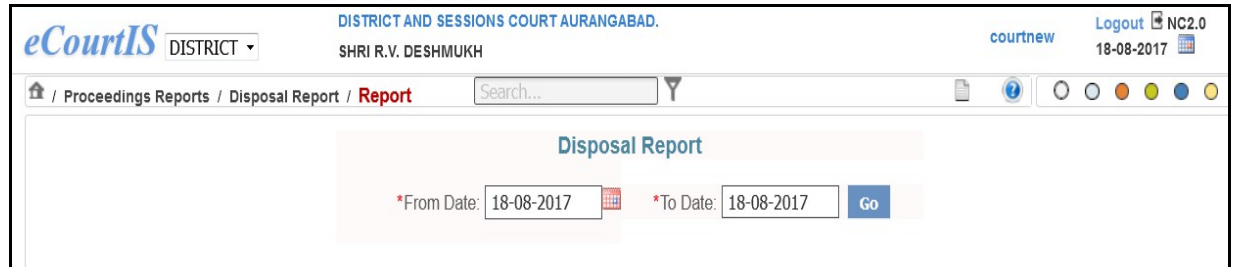 eCourtIS DISTRICT
DISTRICT AND SESSIONS COURT AURANGABAD.
SHRI R.V. DESHMUKH
courtnew
Logout NC2.0
18-08-2017
/ Proceedings Reports / Disposal Report / Report
Search...
Disposal Report
*From Date: 18-08-2017 *To Date: 18-08-2017 Go